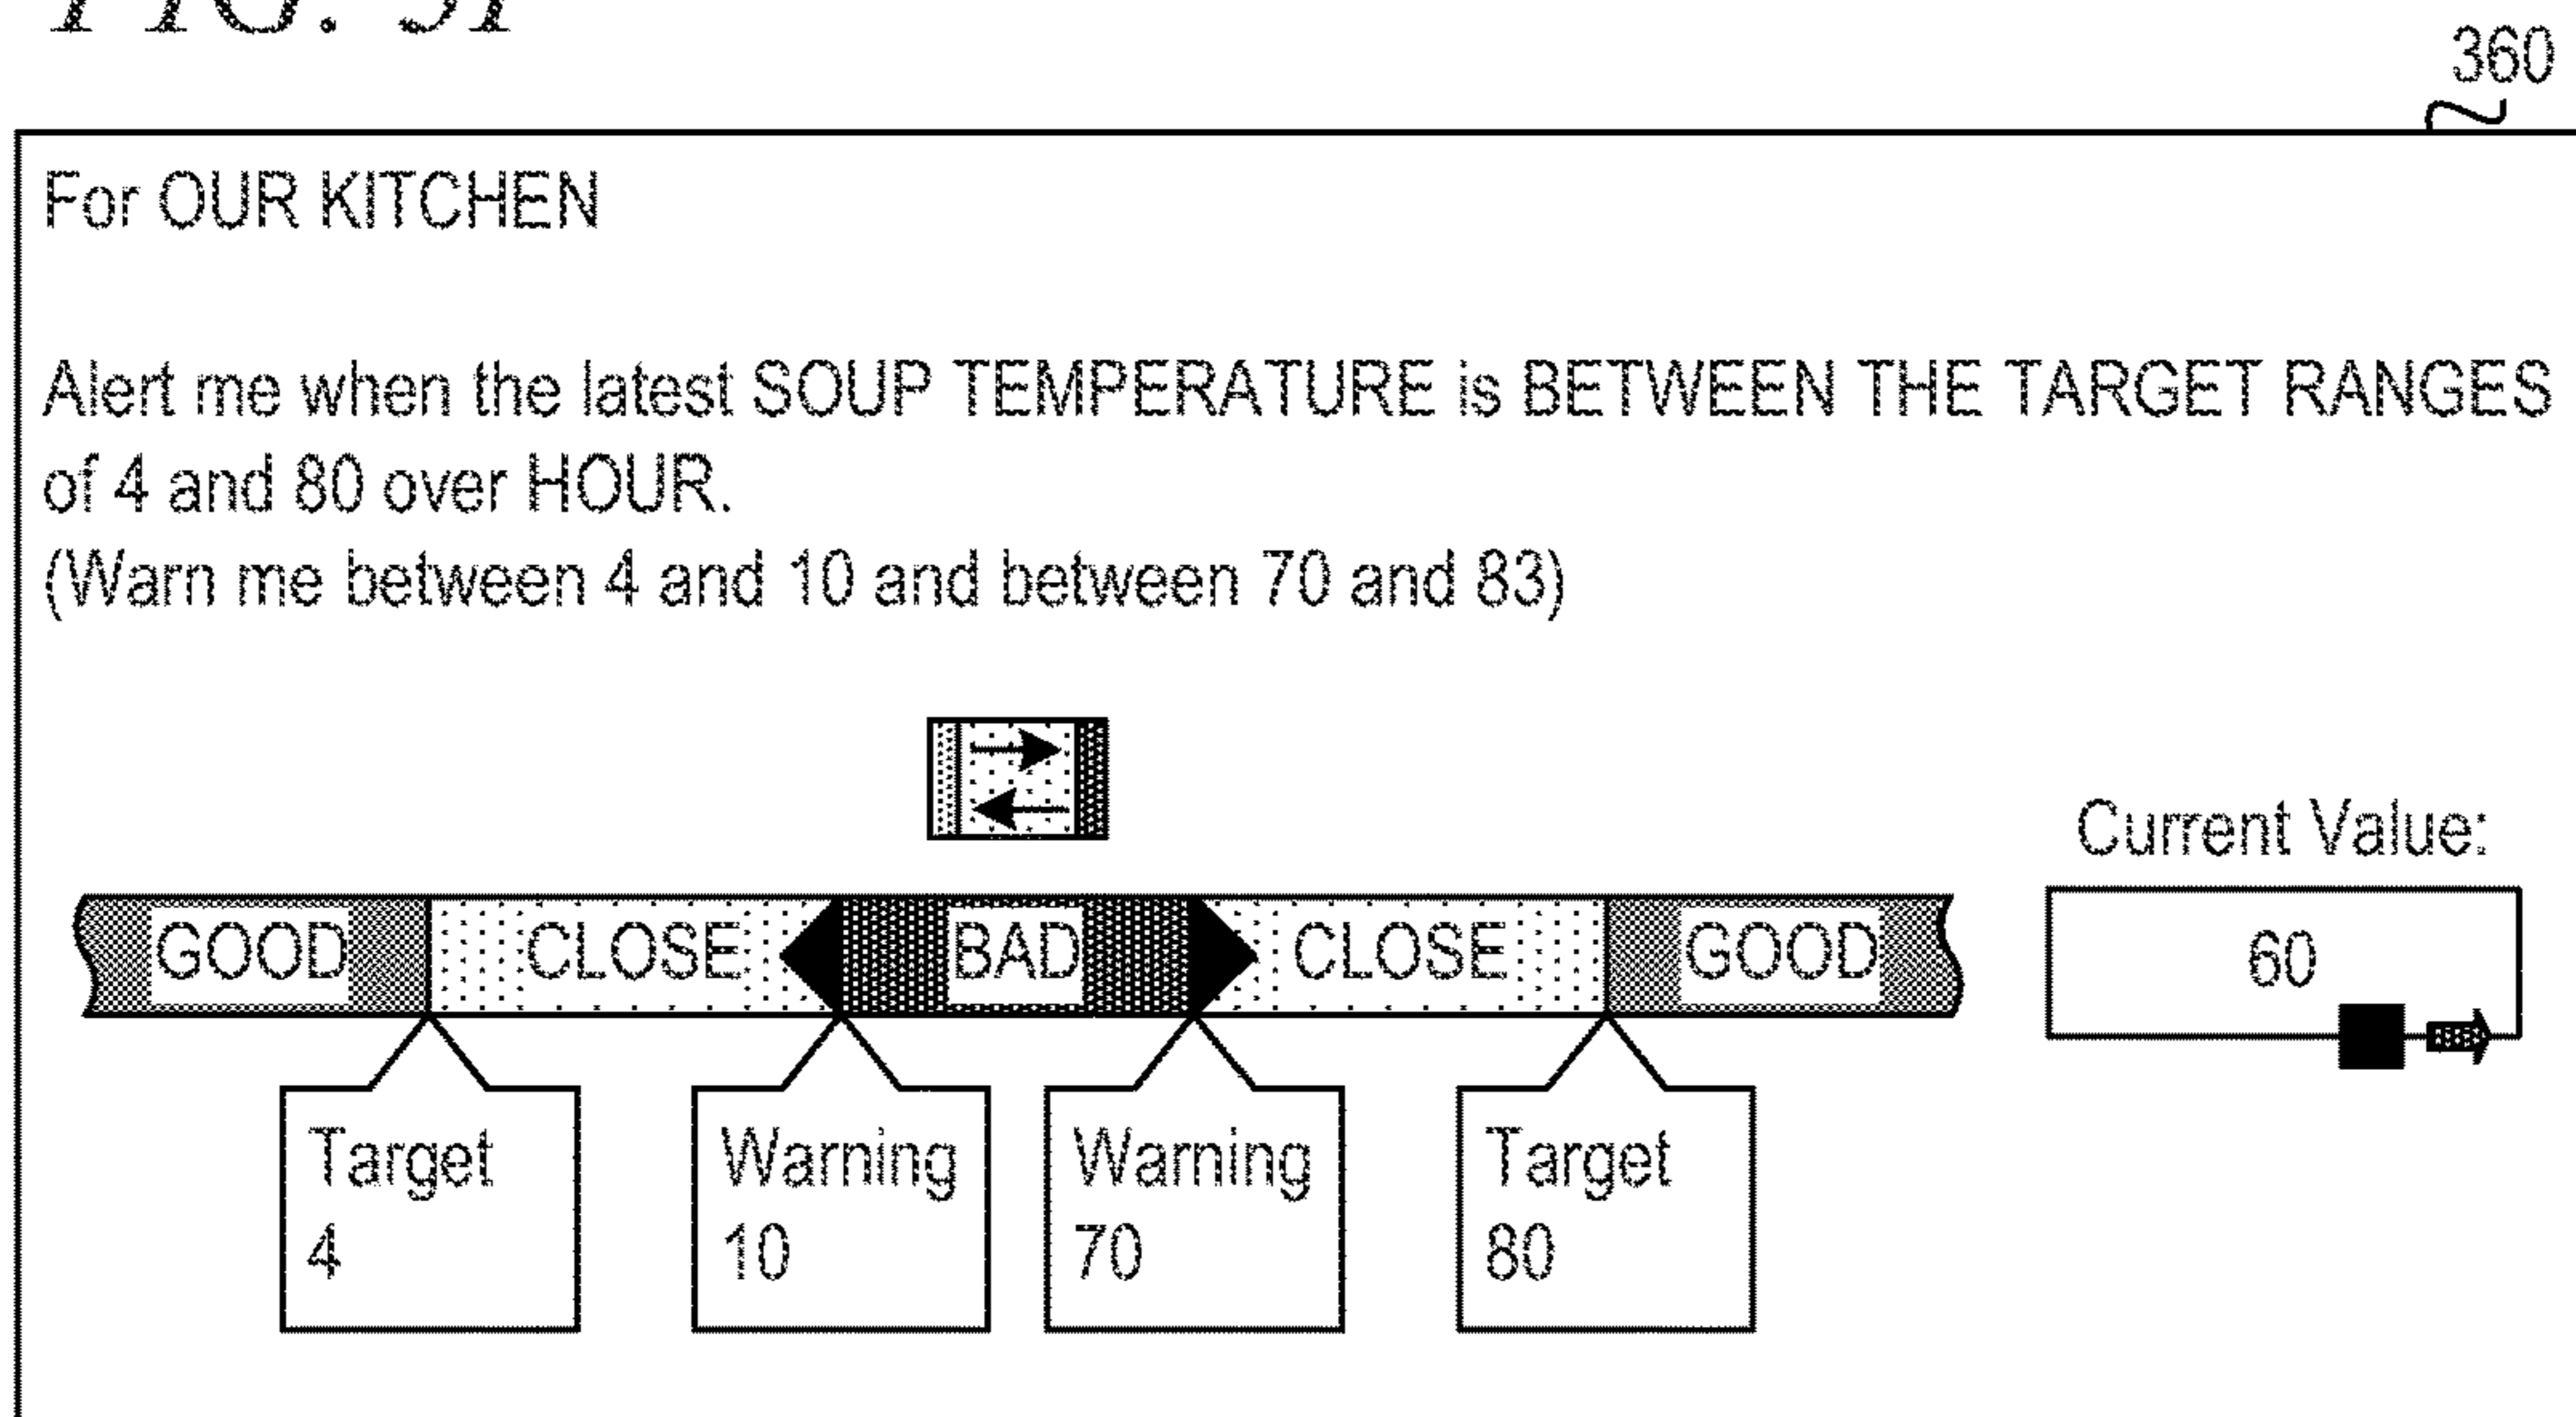 FIG. 3F
360
For OUR KITCHEN
Alert me when the latest SOUP TEMPERATURE is BETWEEN THE TARGET RANGES
of 4 and 80 over HOUR.
(Warn me between 4 and 10 and between 70 and 83)
Current Value:
GOOD CLOSE BAD CLOSE GOOD 60
Target Warning Warning Target
4 10 70 80